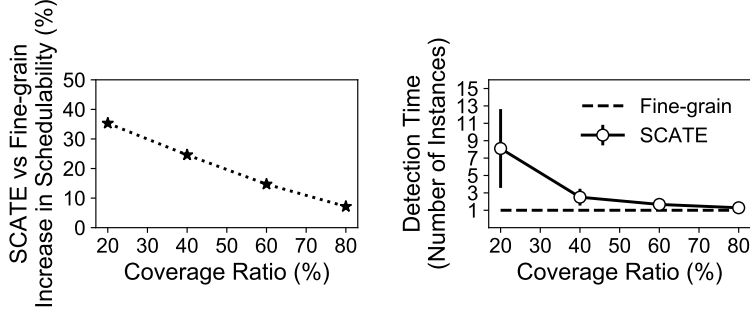 SCATE vs Fine-grain
Increase in Schedulability (%)
50
40
30
20
10
0
20 30 40 50 60 70 80
Coverage Ratio (%)
Detection Time
(Number of Instances)
15
13
11
9
7
5
3
1
Fine-grain
SCATE
20 30 40 50 60 70 80
Coverage Ratio (%)